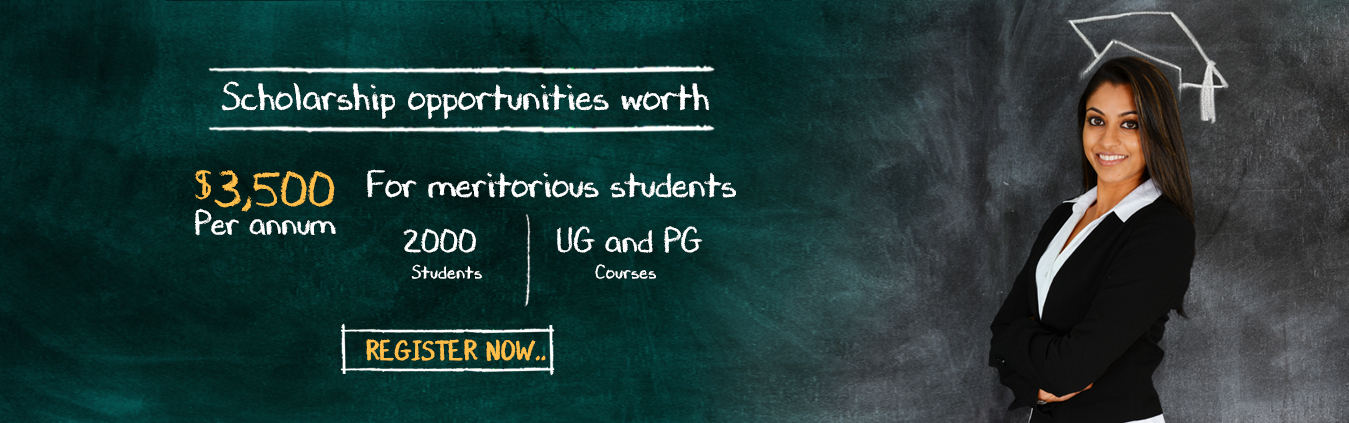 Scholarship opportunities worth
$3,500
Per annum
For meritorious students
2000
Students
UG and PG
Courses
REGISTER NOW..